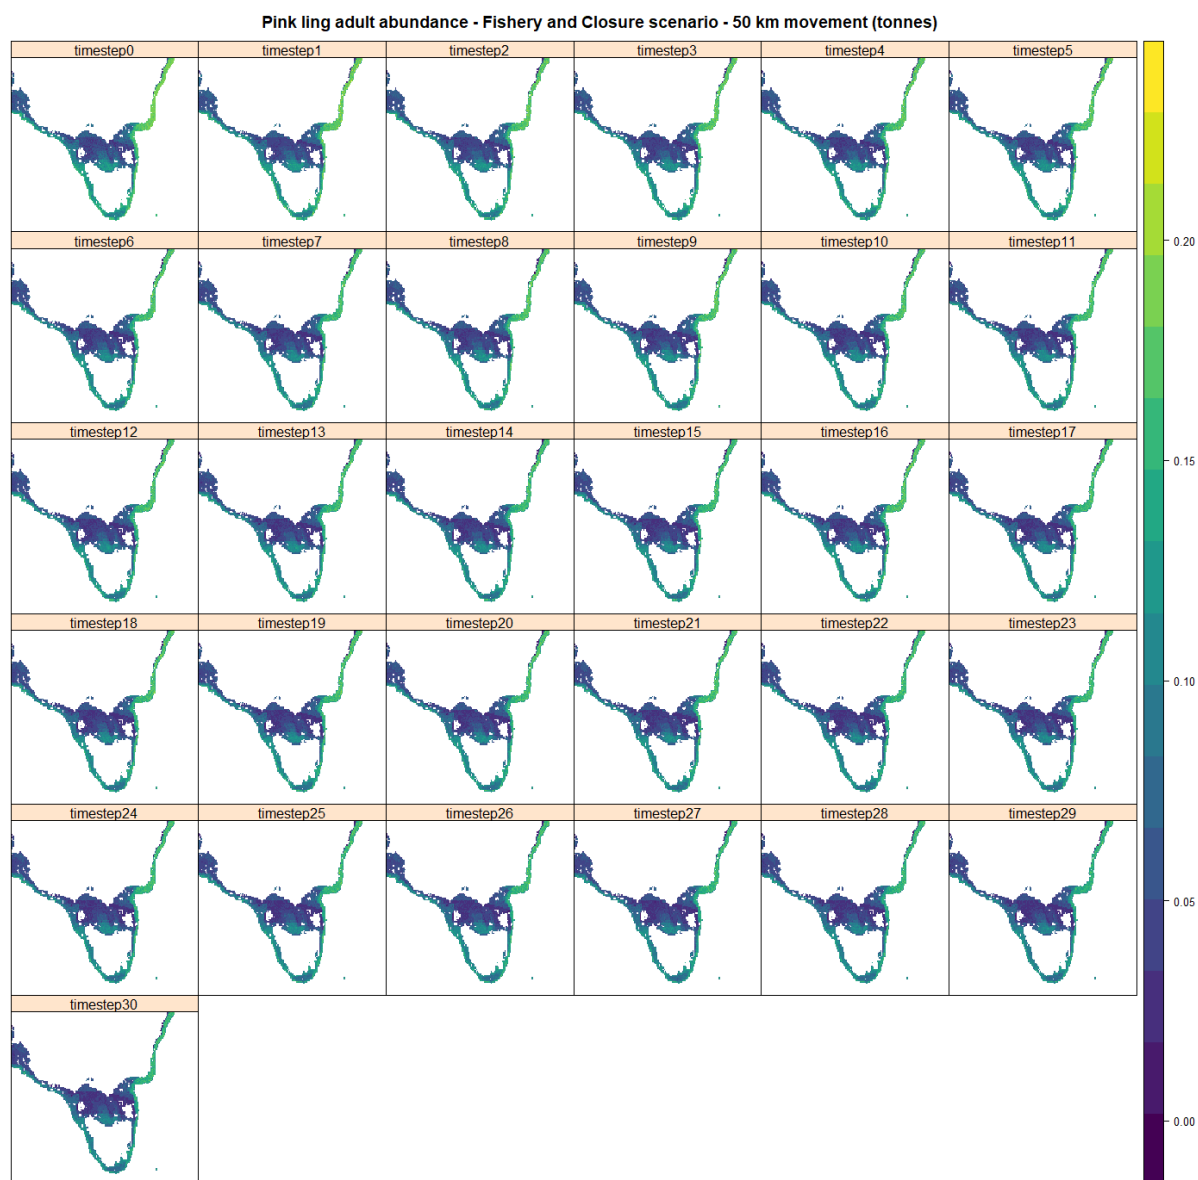 Pink ling adult abundance - Fishery and Closure scenario - 50 km movement (tonnes)
timestep0 timestep1 timestep2 timestep3 timestep4 timestep5
timestep6 timestep7 timestep8 timestep9 timestep10 timestep11
timestep12 timestep13 timestep14 timestep15 timestep16 timestep17
timestep18 timestep19 timestep20 timestep21 timestep22 timestep23
timestep24 timestep25 timestep26 timestep27 timestep28 timestep29
timestep30
0.20
0.15
0.10
0.05
0.00